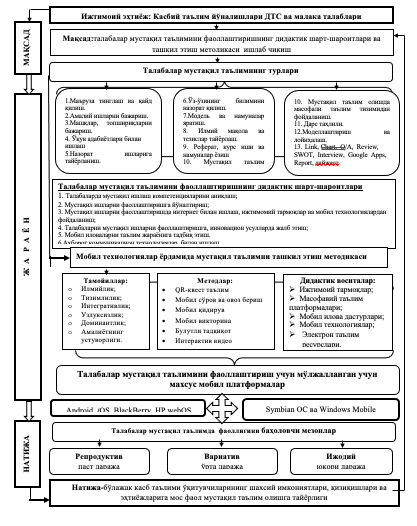 Ижтимоий эҳтиёж: Касбий таълим йўналишлари ДТС ва малака талаблари
МАҚСАД
Мақсад:талабалар мустақил таълимини фаоллаштиришнинг дидактик шарт-шароитлари ва
ташкил этиш методикаси ишлаб чиқиш
Талабалар мустақил таълимнинг турлари
1.Маъруза тинглаш ва қайд
қилиш.
2.Амалий ишларни бажариш.
3.Машқлар, топшириқларни
бажариш.
4. Ўқув адабиётлари билан
ишлаш
5.Назорат ишларига
тайёрланиш.
6.Ўз-ўзининг билимини
назорат қилиш.
7.Модель ва намуналар
яратиш.
8. Илмий мақола ва
тезислар тайёрлаш.
9. Реферат, курс иши ва
намуналар ёзиш
10. Мустақил таълим
10. Мустақил таълим олишда
масофали таълим тизимидан
фойдаланиш.
11. Дарс таҳлили.
12.Моделлаштириш ва
лойиҳалаш.
13. Link, Chart, Q/A, Review,
SWOT, Interview, Google Apps,
Report,
ЖАРАЁН
Талабалар мустақил таълимини фаоллаштиришнинг дидактик шарт-шароитлари
1. Талабаларда мустақил ишлаш компетенцияларини аниқлаш;
2. Мустақил ишларни фаоллаштиришга йўналтириш;
3. Мустақил ишларни фаоллаштиришда интернет билан ишлаш, ижтимоий тармоқлар ва мобил технологиялардан
фойдаланиш;
4. Талабаларни мустақил ишларни фаоллаштиришга, инновацион усулларга жалб этиш;
5. Мобил иловаларни таълим жараёнига тадбиқ этиш.
6.Ахборот коммуникацион технологиялар билан ишлаш
Мобил технологиялар ёрдамида мустақил таълимни ташкил этиш методикаси
Тамойиллар:
o Илмийлик;
o Тизимлилик;
o Интегративлик;
o Узлуксизлик;
o Доминантлик;
o Амалиётнинг
устуворлиги.
Методлар:
• QR-квест таълим
• Мобил сўров ва овоз бериш
• Мобил қидирув
• Мобил викторина
• Булутли тадқиқот
• Интерактив видео
Дидактик воситалар:
➢ Ижтимоий тармоқлар;
➢ Масофавий таълим
платформалари;
➢ Мобил илова дастурлари;
➢ Мобил технологиялар;
➢ Электрон таълим
ресурслари.
Талабалар мустақил таълимини фаоллаштириш учун мўлжалланган учун
махсус мобил платформалар
Android, iOS, BlackBerry, HP webOS
Symbian OC ва Windows Mobile
НАТИЖА
Талабалар мустақил таълимда фаоллигини баҳоловчи мезонлар
Репродуктив
паст даража
Вариатив
ўрта даража
Ижодий
юқори даража
Натижа-бўлажак касб таълими ўқитувчиларининг шахсий имкониятлари, қизиқишлари ва
эҳтиёжларига мос фаол мустақил таълим олишга тайёрлиги